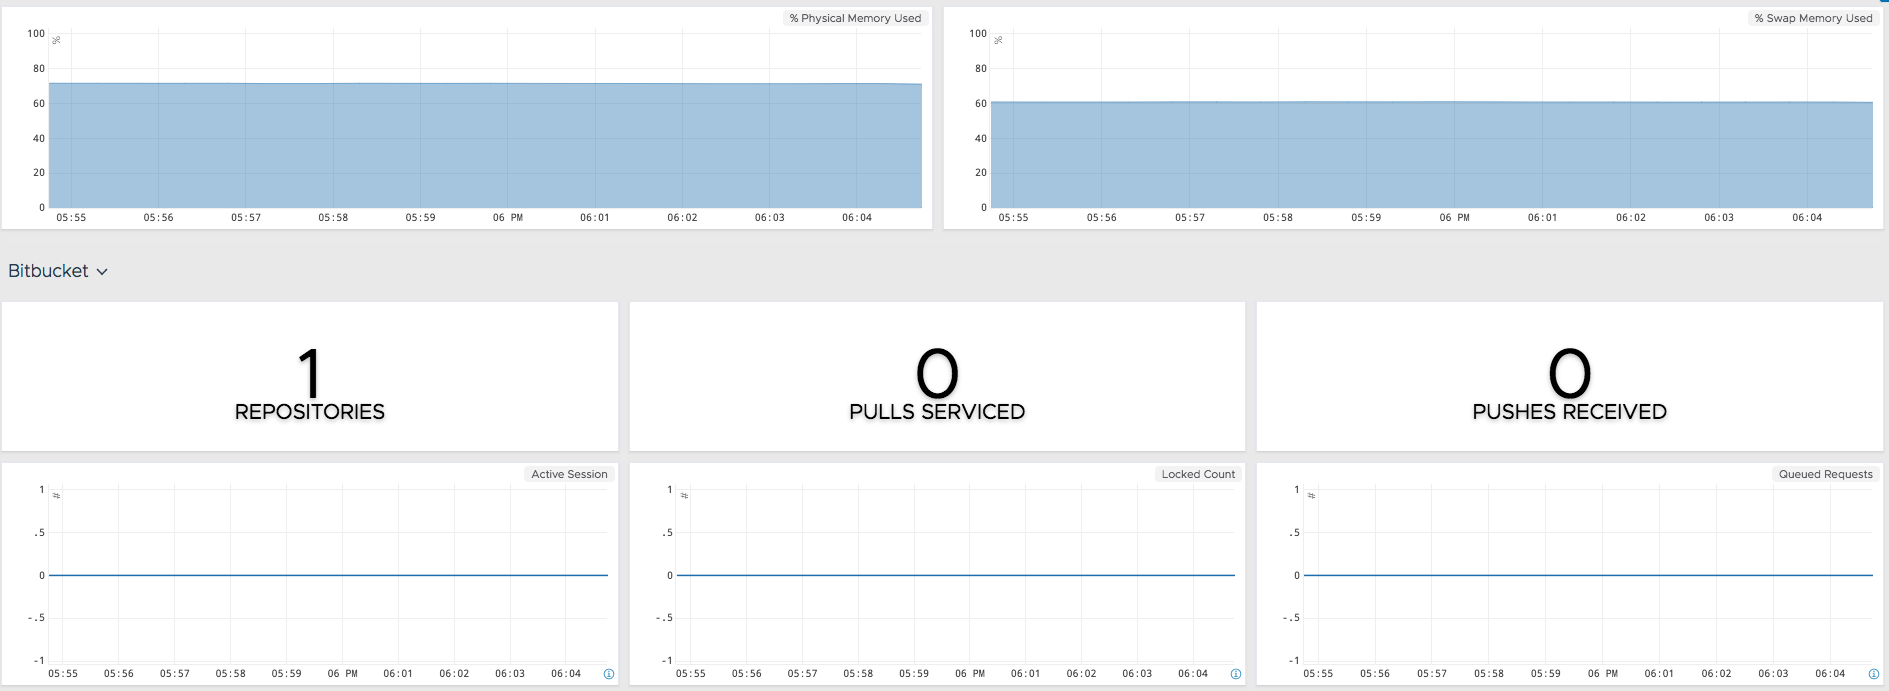 % Physical Memory Used
100
%
80
60
40
20
0
05:55 05:56 05:57 05:58 05:59 06 PM 06:01 06:02 06:03 06:04
% Swap Memory Used
100
%
80
60
40
20
0
05:55 05:56 05:57 05:58 05:59 06 PM 06:01 06:02 06:03 06:04
Bitbucket
1
REPOSITORIES
0
PULLS SERVICED
0
PUSHES RECEIVED
Active Session
1
#
.5
0
-.5
-1
05:55 05:56 05:57 05:58 05:59 06 PM 06:01 06:02 06:03 06:04
Locked Count
1
#
.5
0
-.5
-1
05:55 05:56 05:57 05:58 05:59 06 PM 06:01 06:02 06:03 06:04
Queued Requests
1
#
.5
0
-.5
-1
05:55 05:56 05:57 05:58 05:59 06 PM 06:01 06:02 06:03 06:04